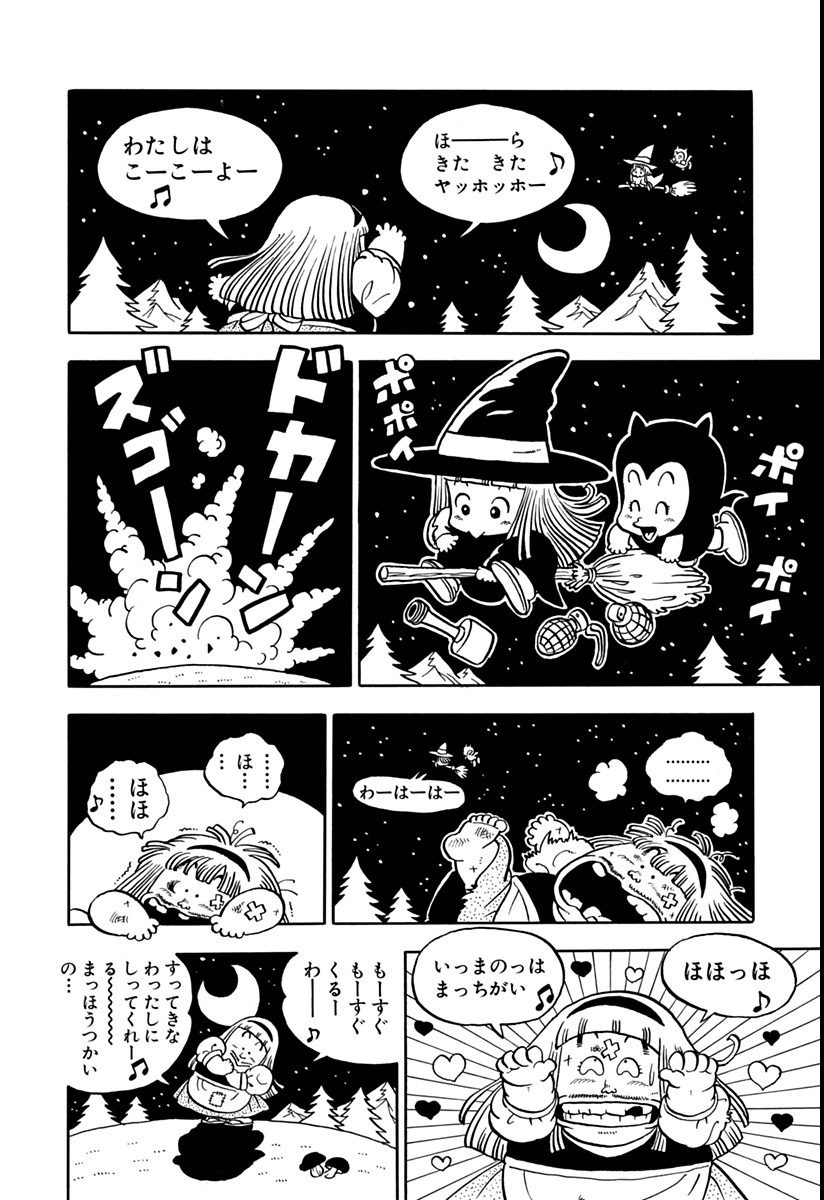 ほーーら
きた　きた
ヤッホッホー♪
わたしは
こーこーよー
♪
ポポイ
ポイ
ポイ
ドカーン
ズゴーン
………
………
わーはーはー
…ほ…
……
……ほ
ほ……♪
ほほっほ
♪
いっまのっは
まっちがい
♪
もーすぐ
もーすぐ
くるー
わー♪
すってきな
わったしに
しってくれー♪
る〜〜〜
まっほうつかい
の…